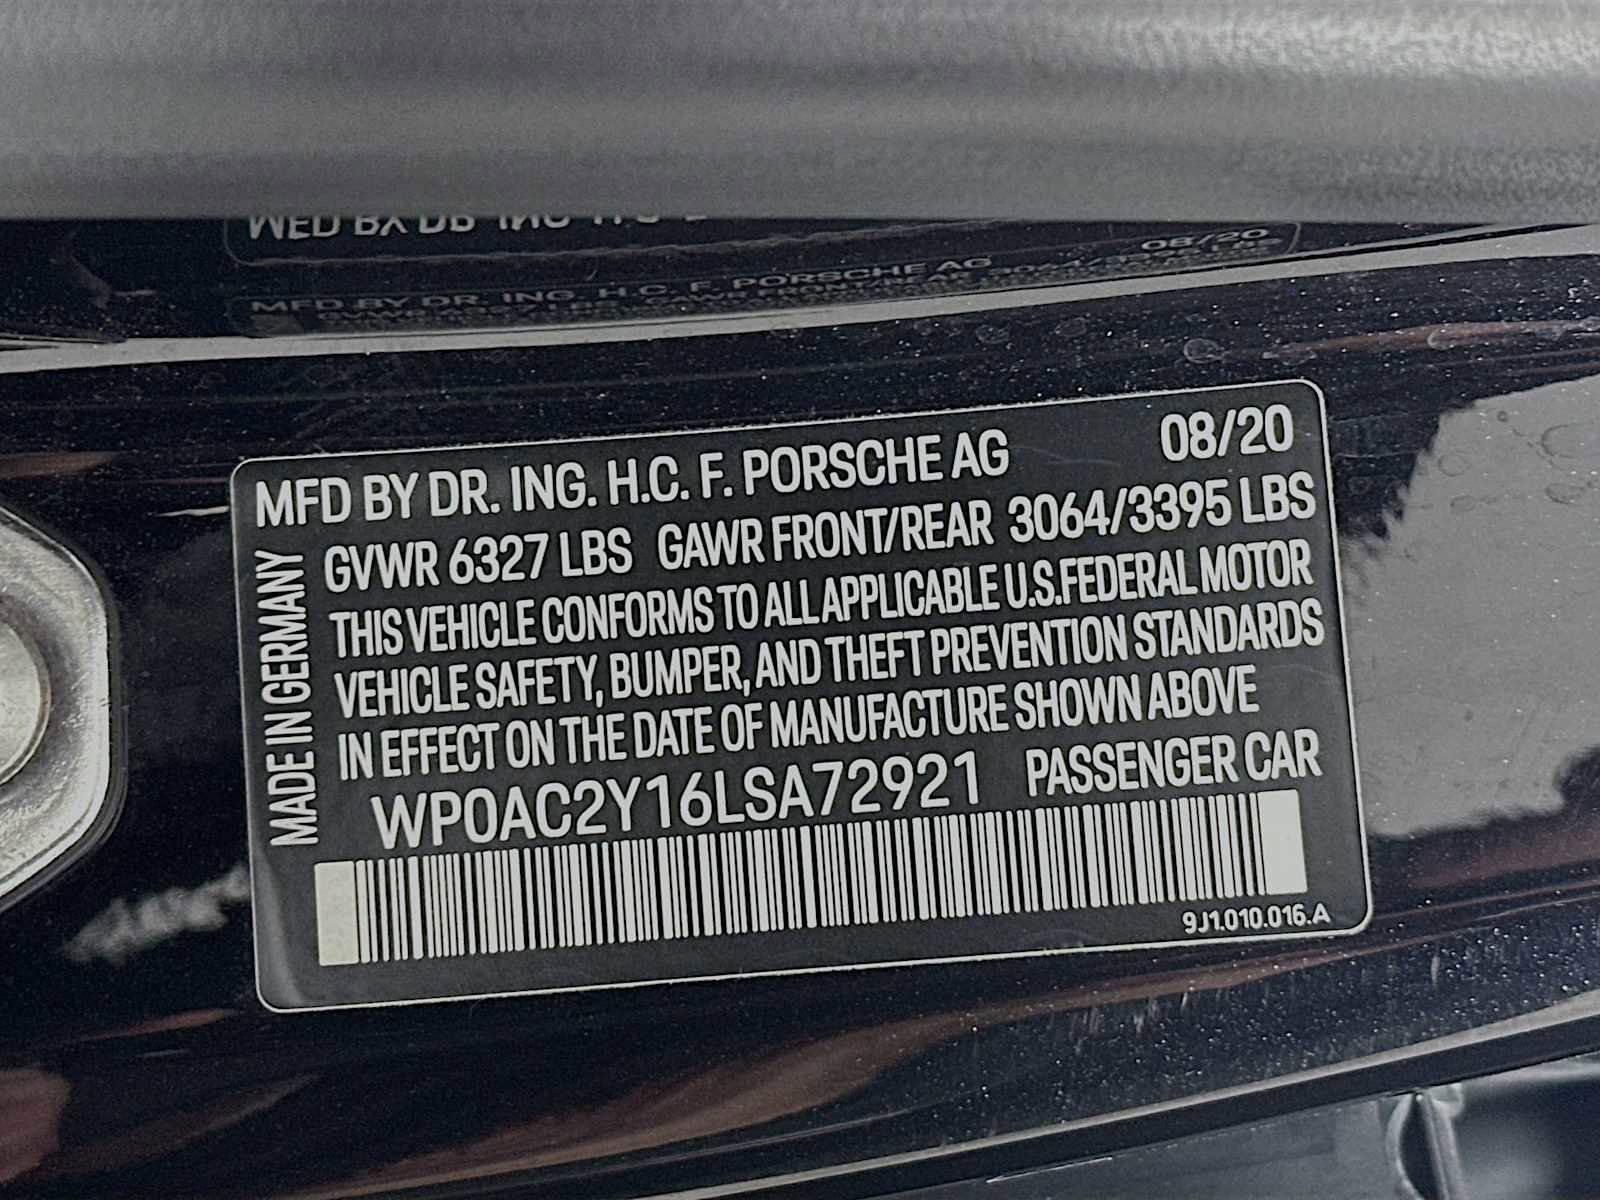 MFD BY DR. ING. H.C. F. PORSCHE AG 08/20
GVWR 6327 LBS GAWR FRONT/REAR 3064/3395 LBS
THIS VEHICLE CONFORMS TO ALL APPLICABLE U.S.FEDERAL MOTOR
VEHICLE SAFETY, BUMPER, AND THEFT PREVENTION STANDARDS
IN EFFECT ON THE DATE OF MANUFACTURE SHOWN ABOVE
WP0AC2Y16LSA72921 PASSENGER CAR
9J1.010.016.A
MADE IN GERMANY